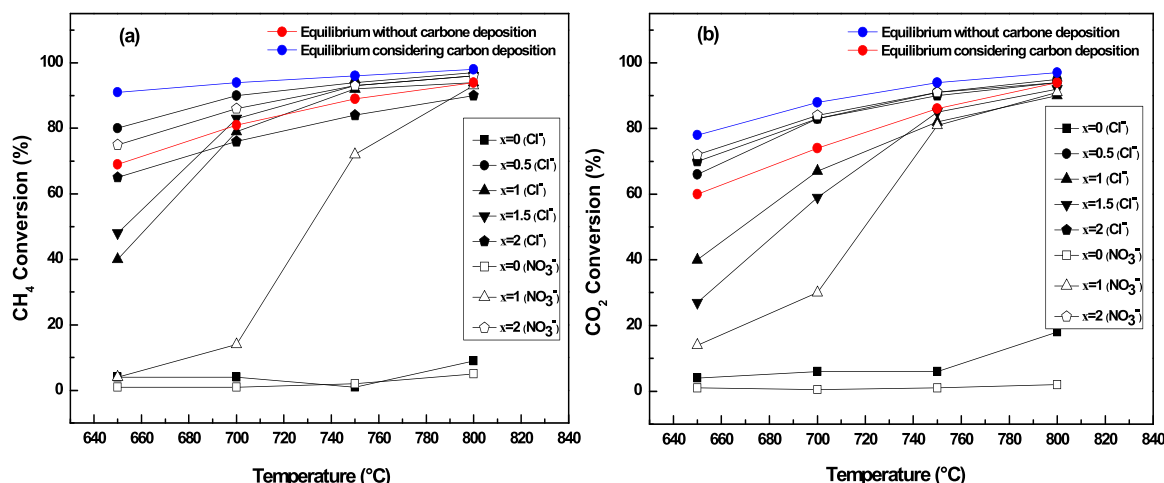 (a)
Equilibrium without carbone deposition
Equilibrium considering carbon deposition
100
80
60
40
20
0
CH₄ Conversion (%)
x=0 (Cl⁻)
x=0.5 (Cl⁻)
x=1 (Cl⁻)
x=1.5 (Cl⁻)
x=2 (Cl⁻)
x=0 (NO₃⁻)
x=1 (NO₃⁻)
x=2 (NO₃⁻)
640 660 680 700 720 740 760 780 800 820 840
Temperature (°C)
(b)
Equilibrium without carbone deposition
Equilibrium considering carbon deposition
100
80
60
40
20
0
CO₂ Conversion (%)
x=0 (Cl⁻)
x=0.5 (Cl⁻)
x=1 (Cl⁻)
x=1.5 (Cl⁻)
x=2 (Cl⁻)
x=0 (NO₃⁻)
x=1 (NO₃⁻)
x=2 (NO₃⁻)
640 660 680 700 720 740 760 780 800 820 840
Temperature (°C)